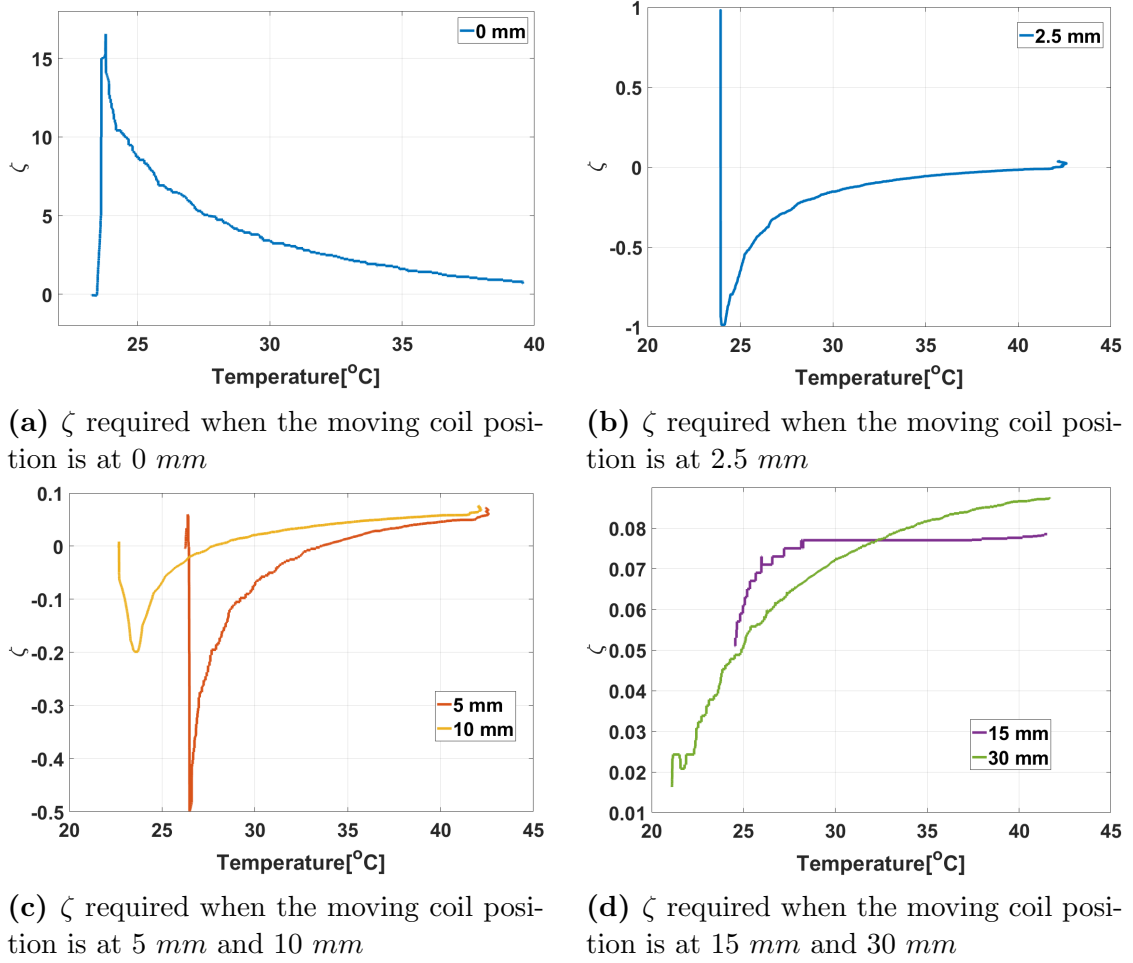 0 mm
15
10
5
0
ζ
25 30 35 40
Temperature[°C]
(a) ζ required when the moving coil posi-
tion is at 0 mm
2.5 mm
1
0.5
0
-0.5
-1
ζ
20 25 30 35 40 45
Temperature[°C]
(b) ζ required when the moving coil posi-
tion is at 2.5 mm
0.1
0
-0.1
-0.2
-0.3
-0.4
-0.5
ζ
5 mm
10 mm
20 25 30 35 40 45
Temperature[°C]
(c) ζ required when the moving coil posi-
tion is at 5 mm and 10 mm
0.08
0.07
0.06
0.05
0.04
0.03
0.02
0.01
ζ
15 mm
30 mm
20 25 30 35 40 45
Temperature[°C]
(d) ζ required when the moving coil posi-
tion is at 15 mm and 30 mm